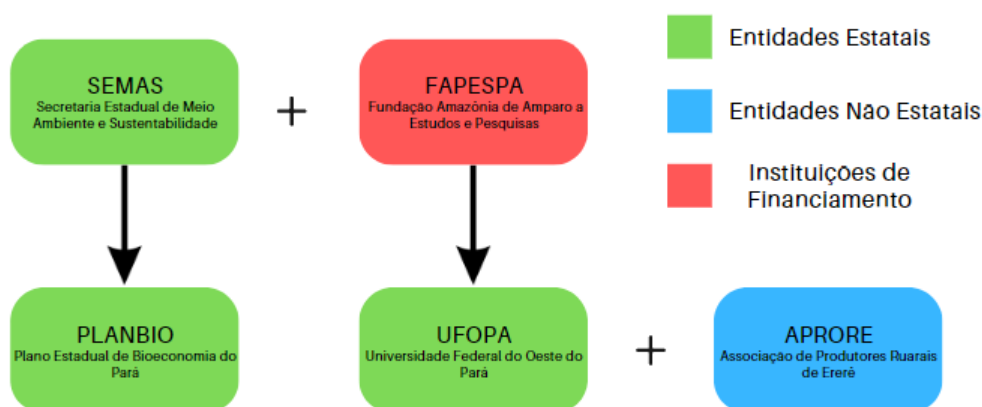 SEMAS
Secretaria Estadual de Meio
Ambiente e Sustentabilidade
+
FAPESPA
Fundação Amazônia de Amparo a
Estudos e Pesquisas
Entidades Estatais
Entidades Não Estatais
Instituições de
Financiamento
PLANBIO
Plano Estadual de Bioeconomia do
Pará
UFOPA
Universidade Federal do Oeste do
Pará
+
APRORE
Associação de Produtores Ruarais
de Ererê